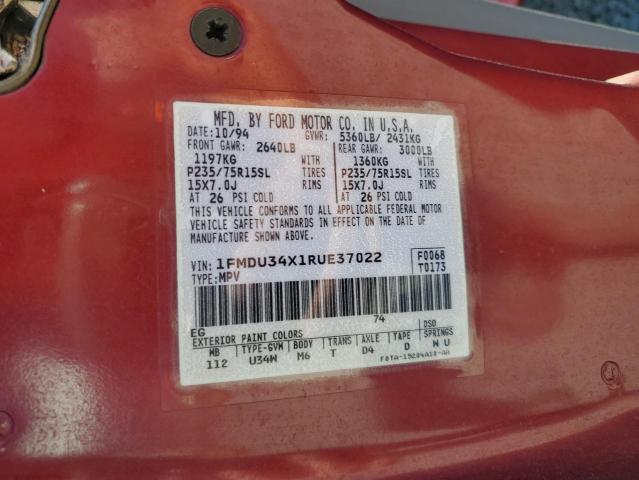 MFD. BY FORD MOTOR CO. IN U.S.A.
DATE: 10/94 GVWR: 5360LB/ 2431KG
FRONT GAWR: 2640LB REAR GAWR: 3000LB
1197KG WITH 1360KG WITH
P235/75R15SL TIRES P235/75R15SL TIRES
15X7.0J RIMS 15X7.0J RIMS
AT 26 PSI COLD AT 26 PSI COLD
THIS VEHICLE CONFORMS TO ALL APPLICABLE FEDERAL MOTOR
VEHICLE SAFETY STANDARDS IN EFFECT ON THE DATE OF
MANUFACTURE SHOWN ABOVE.
VIN: 1FMDU34X1RUE37022 F0068
TYPE: MPV T0173
74
EG DSO
EXTERIOR PAINT COLORS
WB TYPE-GVW BODY TRANS AXLE TAPE SPRINGS
112 U34W M6 T D4 D W U